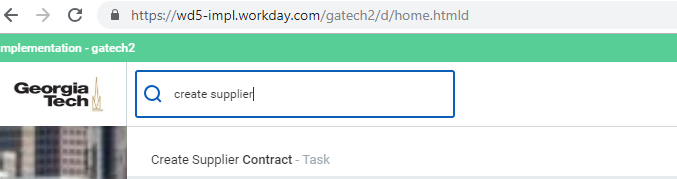 https://wd5-impl.workday.com/gatech2/d/home.htmld
mplementation - gatech2
Georgia
Tech
create supplier
Create Supplier Contract - Task